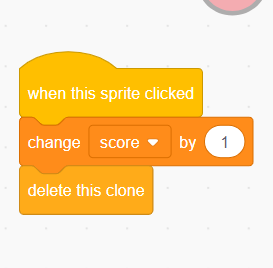 when this sprite clicked
change score by 1
delete this clone